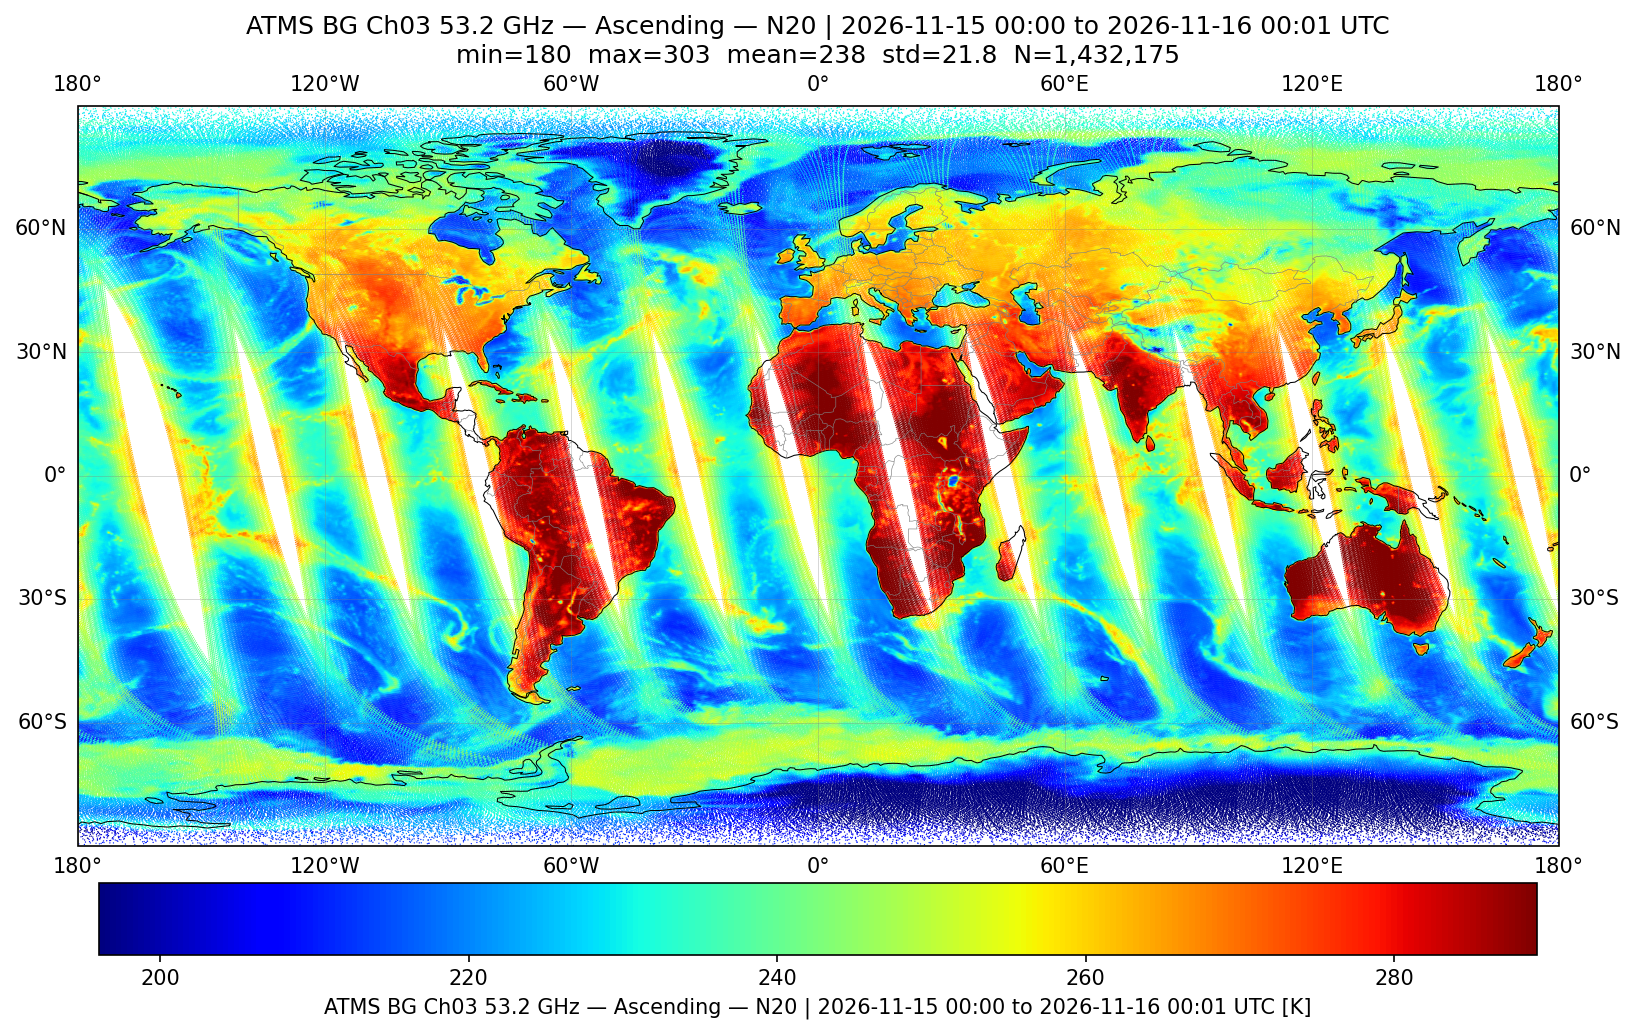 ATMS BG Ch03 53.2 GHz — Ascending — N20 | 2026-11-15 00:00 to 2026-11-16 00:01 UTC
min=180  max=303  mean=238  std=21.8  N=1,432,175
180° 120°W 60°W 0° 60°E 120°E 180°
60°N 60°N
30°N 30°N
0° 0°
30°S 30°S
60°S 60°S
180° 120°W 60°W 0° 60°E 120°E 180°
200 220 240 260 280
ATMS BG Ch03 53.2 GHz — Ascending — N20 | 2026-11-15 00:00 to 2026-11-16 00:01 UTC [K]